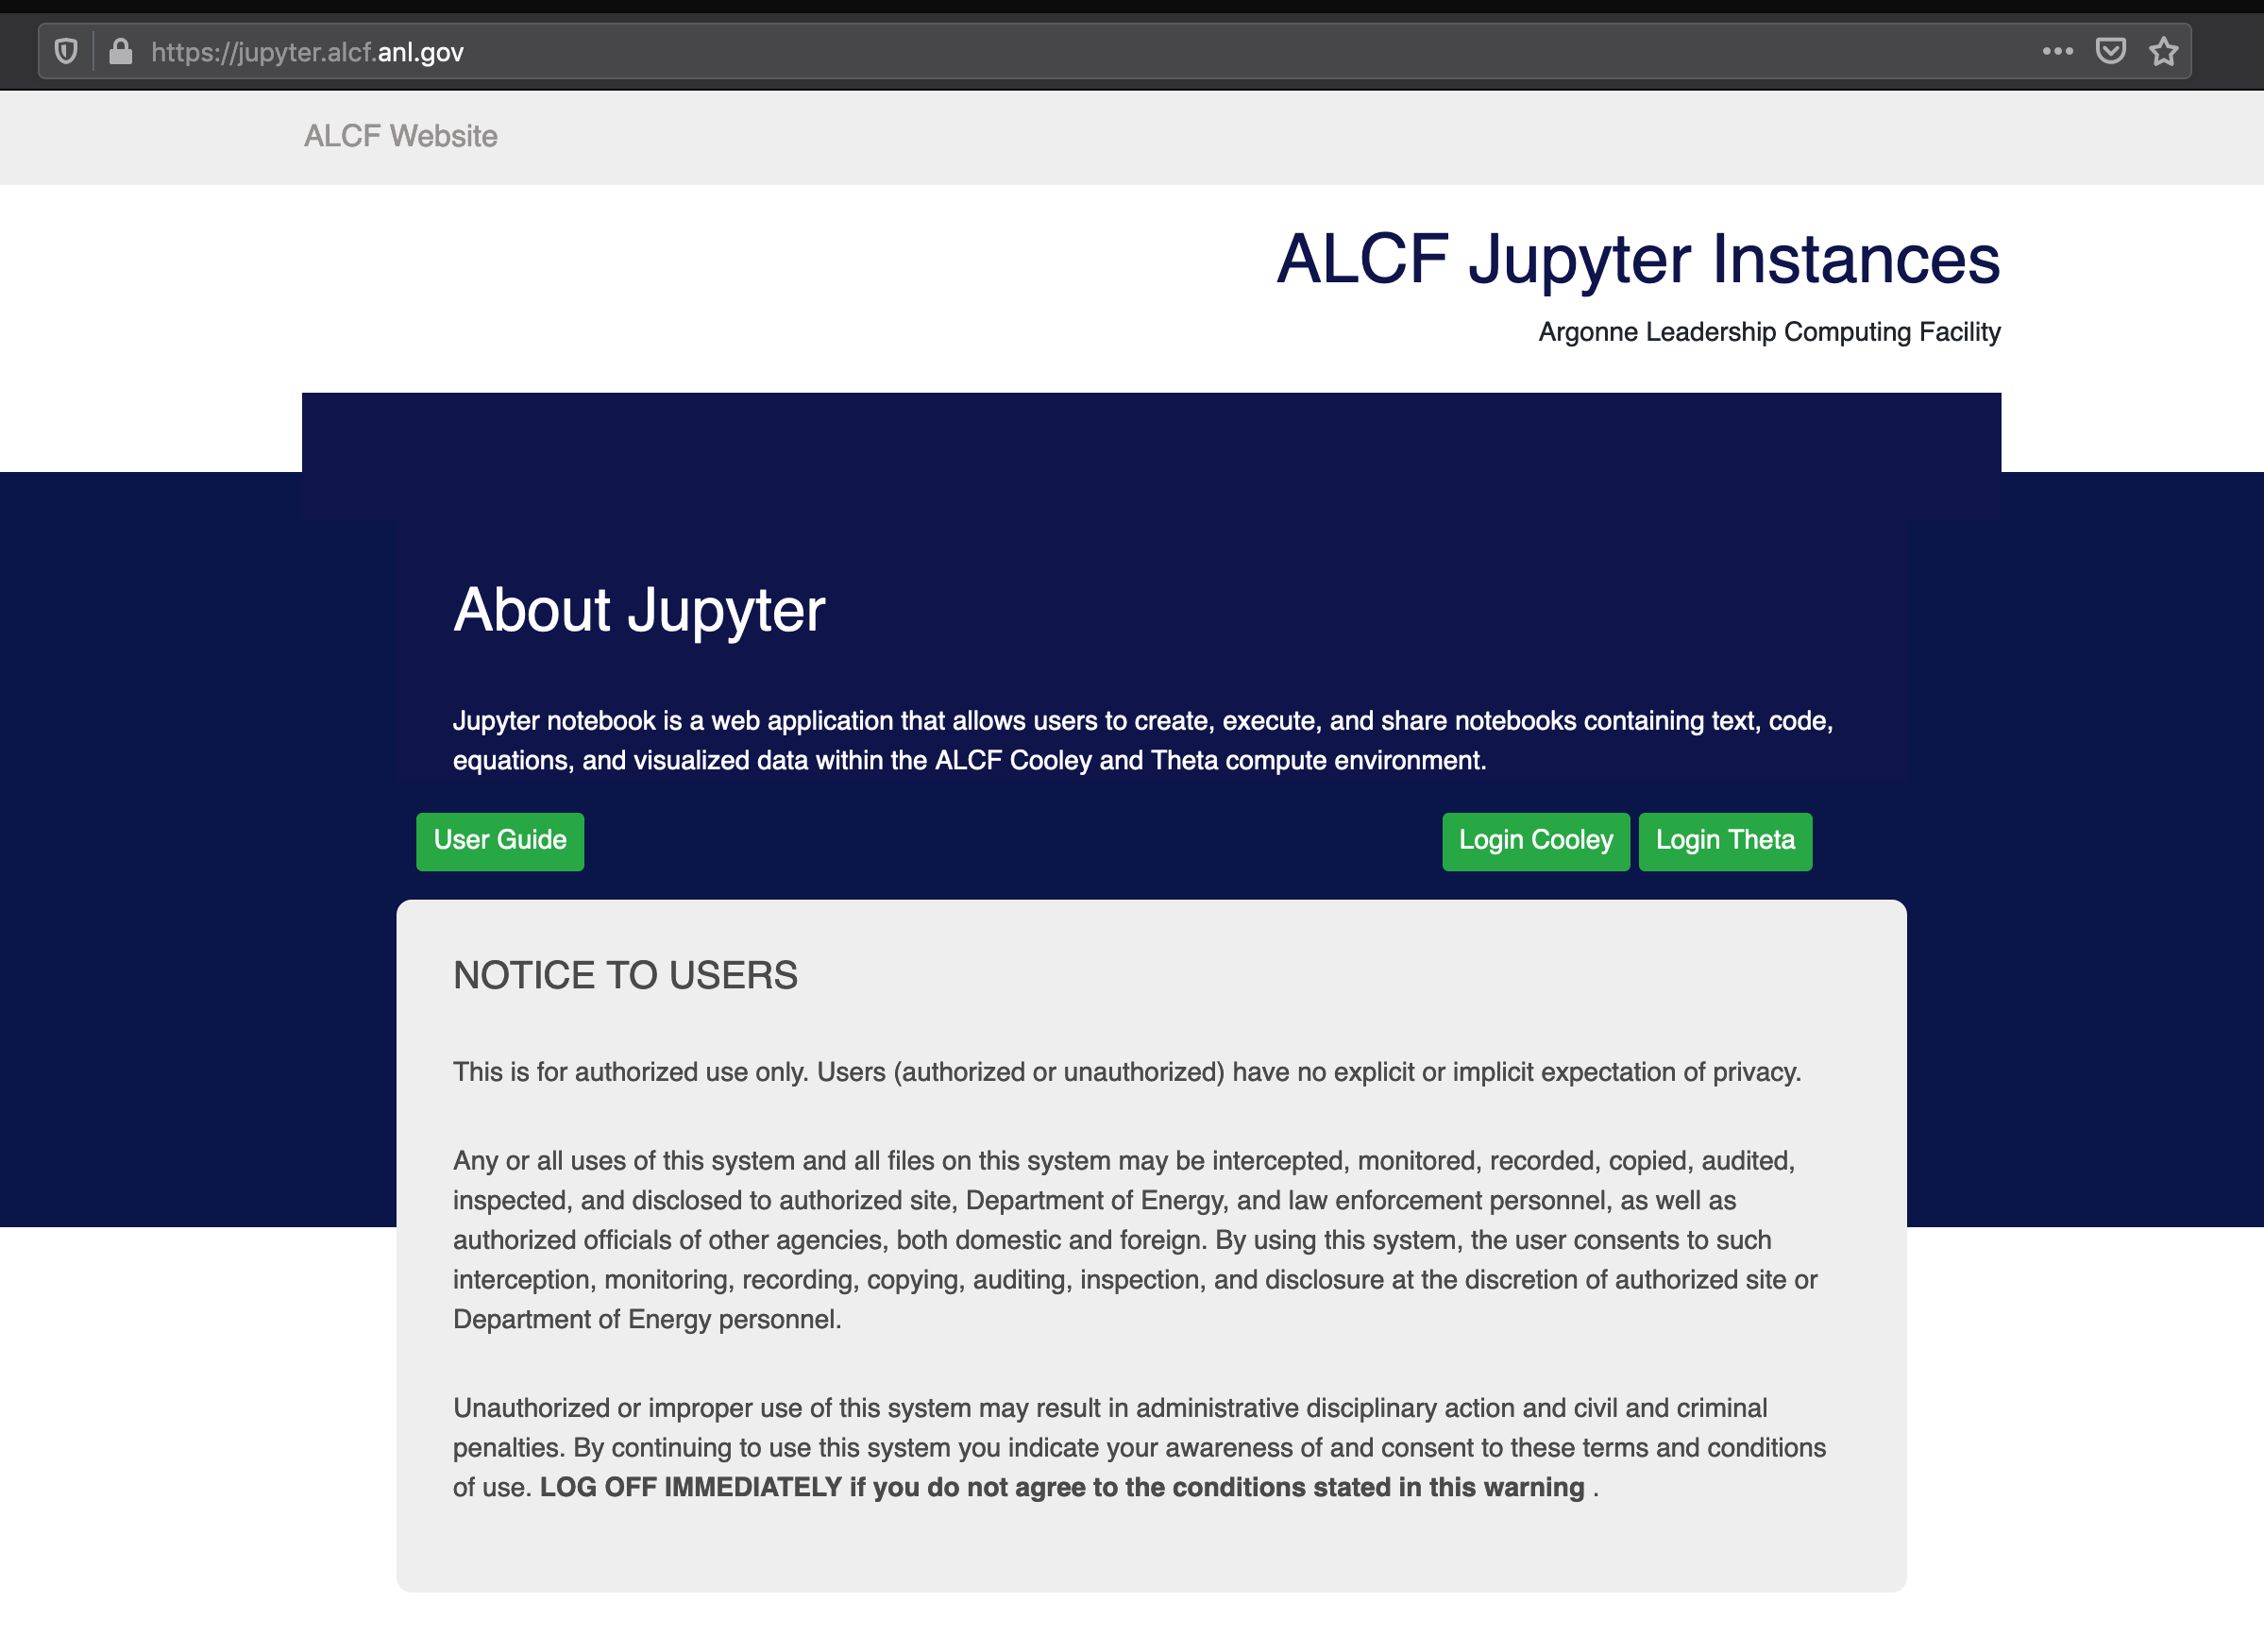 https://jupyter.alcf.anl.gov
ALCF Website
ALCF Jupyter Instances
Argonne Leadership Computing Facility
About Jupyter
Jupyter notebook is a web application that allows users to create, execute, and share notebooks containing text, code,
equations, and visualized data within the ALCF Cooley and Theta compute environment.
User Guide
Login Cooley
Login Theta
NOTICE TO USERS
This is for authorized use only. Users (authorized or unauthorized) have no explicit or implicit expectation of privacy.
Any or all uses of this system and all files on this system may be intercepted, monitored, recorded, copied, audited,
inspected, and disclosed to authorized site, Department of Energy, and law enforcement personnel, as well as
authorized officials of other agencies, both domestic and foreign. By using this system, the user consents to such
interception, monitoring, recording, copying, auditing, inspection, and disclosure at the discretion of authorized site or
Department of Energy personnel.
Unauthorized or improper use of this system may result in administrative disciplinary action and civil and criminal
penalties. By continuing to use this system you indicate your awareness of and consent to these terms and conditions
of use. LOG OFF IMMEDIATELY if you do not agree to the conditions stated in this warning .